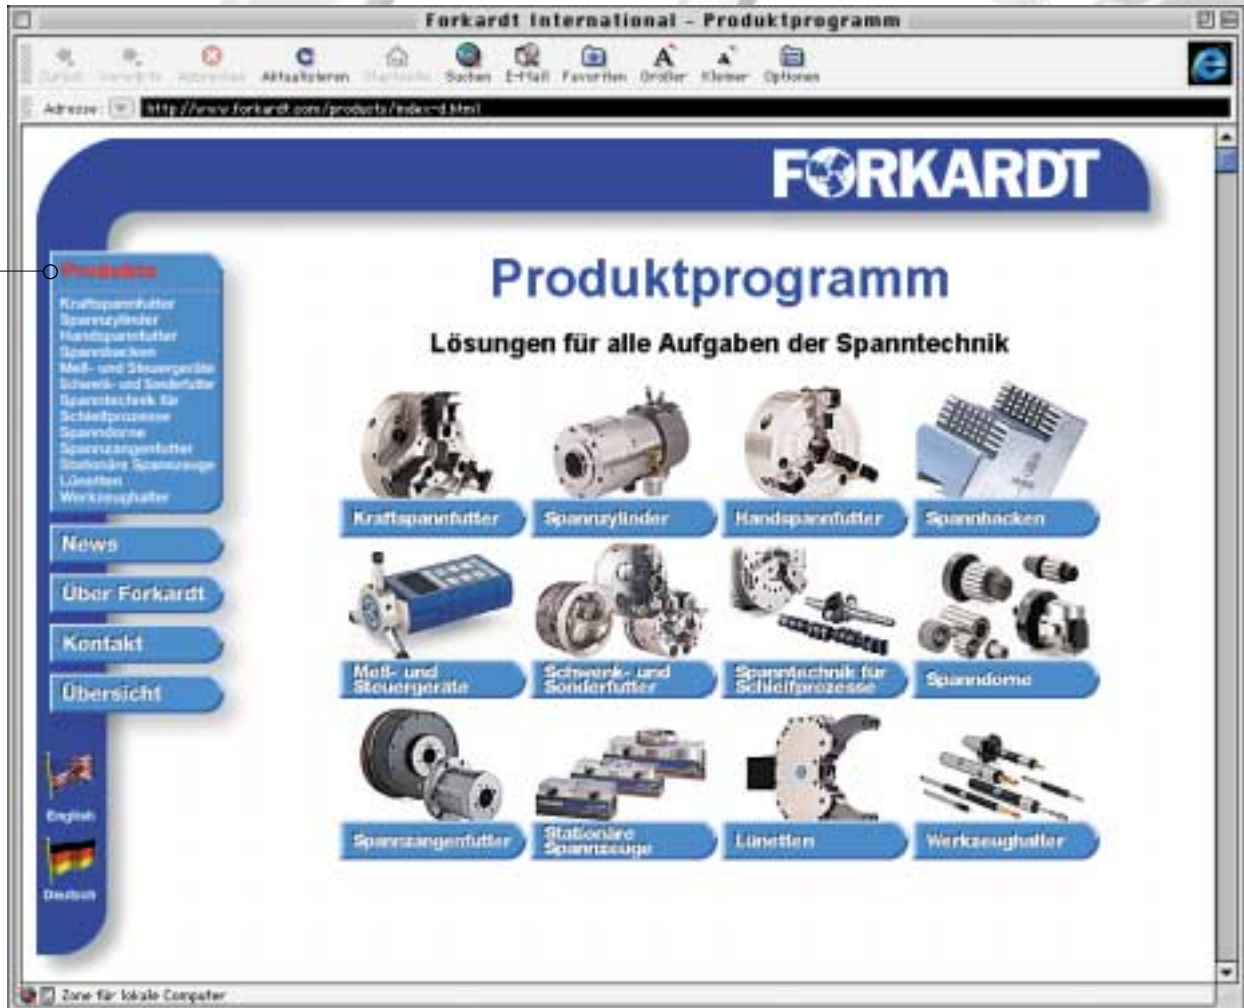 Forkardt International - Produktprogramm
Zurück Vorwärts Abbrechen Aktualisieren Startseite Suchen E-Mail Favoriten Größer Kleiner Optionen
Adresse: http://www.forkardt.com/products/index-d.html
FORKARDT
Produkte
Kraftspannfutter
Spannzylinder
Handspannfutter
Spannbacken
Meß- und Steuergeräte
Schwenk- und Sonderfutter
Spanntechnik für
Schleifprozesse
Spanndorne
Spannzangenfutter
Stationäre Spannzeuge
Lünetten
Werkzeughalter
News
Über Forkardt
Kontakt
Übersicht
English
Deutsch
Produktprogramm
Lösungen für alle Aufgaben der Spanntechnik
Kraftspannfutter
Spannzylinder
Handspannfutter
Spannbacken
Meß- und
Steuergeräte
Schwenk- und
Sonderfutter
Spanntechnik für
Schleifprozesse
Spanndorne
Spannzangenfutter
Stationäre
Spannzeuge
Lünetten
Werkzeughalter
Zone für lokale Computer